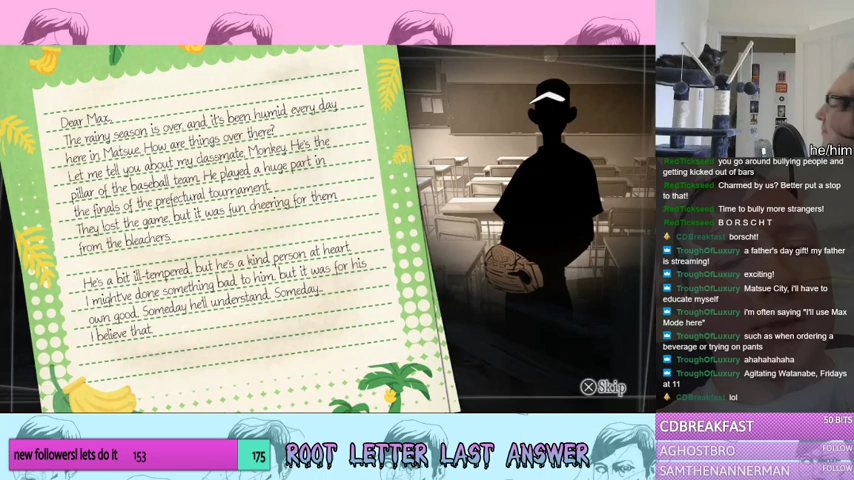 Dear Max,
The rainy season is over, and it's been humid every day
here in Matsue. How are things over there?
Let me tell you about my classmate, Monkey. He's the
pillar of the baseball team. He played a huge part in
the finals of the prefectural tournament.
They lost the game, but it was fun cheering for them
from the bleachers.
He's a bit ill-tempered, but he's a kind person at heart.
I might've done something bad to him, but it was for his
own good. Someday he'll understand. Someday...
I believe that.
Skip
he/him
RedTickseed you go around bullying people and
getting kicked out of bars
RedTickseed Charmed by us? Better put a stop
to that!
RedTickseed Time to bully more strangers!
RedTickseed B O R S C H T
CDBreakfast borscht!
TroughOfLuxury a father's day gift! my father
is streaming!
TroughOfLuxury exciting!
TroughOfLuxury Matsue City, i'll have to
educate myself
TroughOfLuxury i'm often saying "I'll use Max
Mode here"
TroughOfLuxury such as when ordering a
beverage or trying on pants
TroughOfLuxury ahahahahaha
TroughOfLuxury Agitating Watanabe, Fridays
at 11
CDBreakfast lol
new followers! lets do it 153 175
ROOT LETTER LAST ANSWER
CDBREAKFAST 50 BITS
AGHOSTBRO FOLLOW
SAMTHENANNERMAN FOLLOW